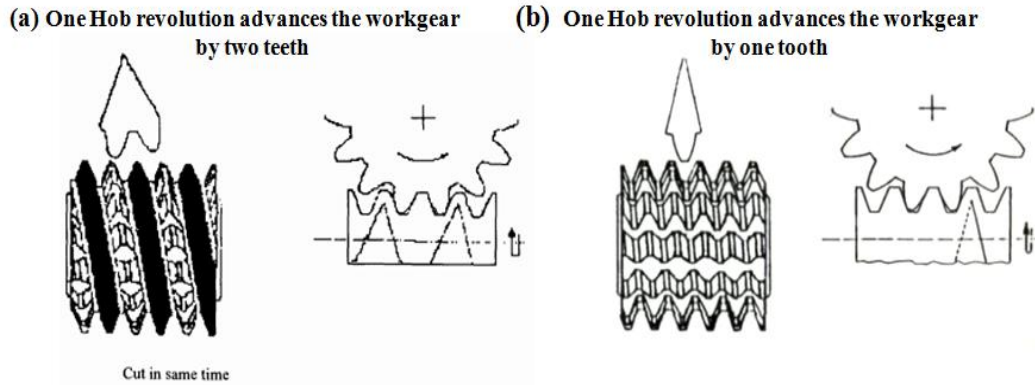 (a) One Hob revolution advances the workgear
by two teeth
(b) One Hob revolution advances the workgear
by one tooth
Cut in same time